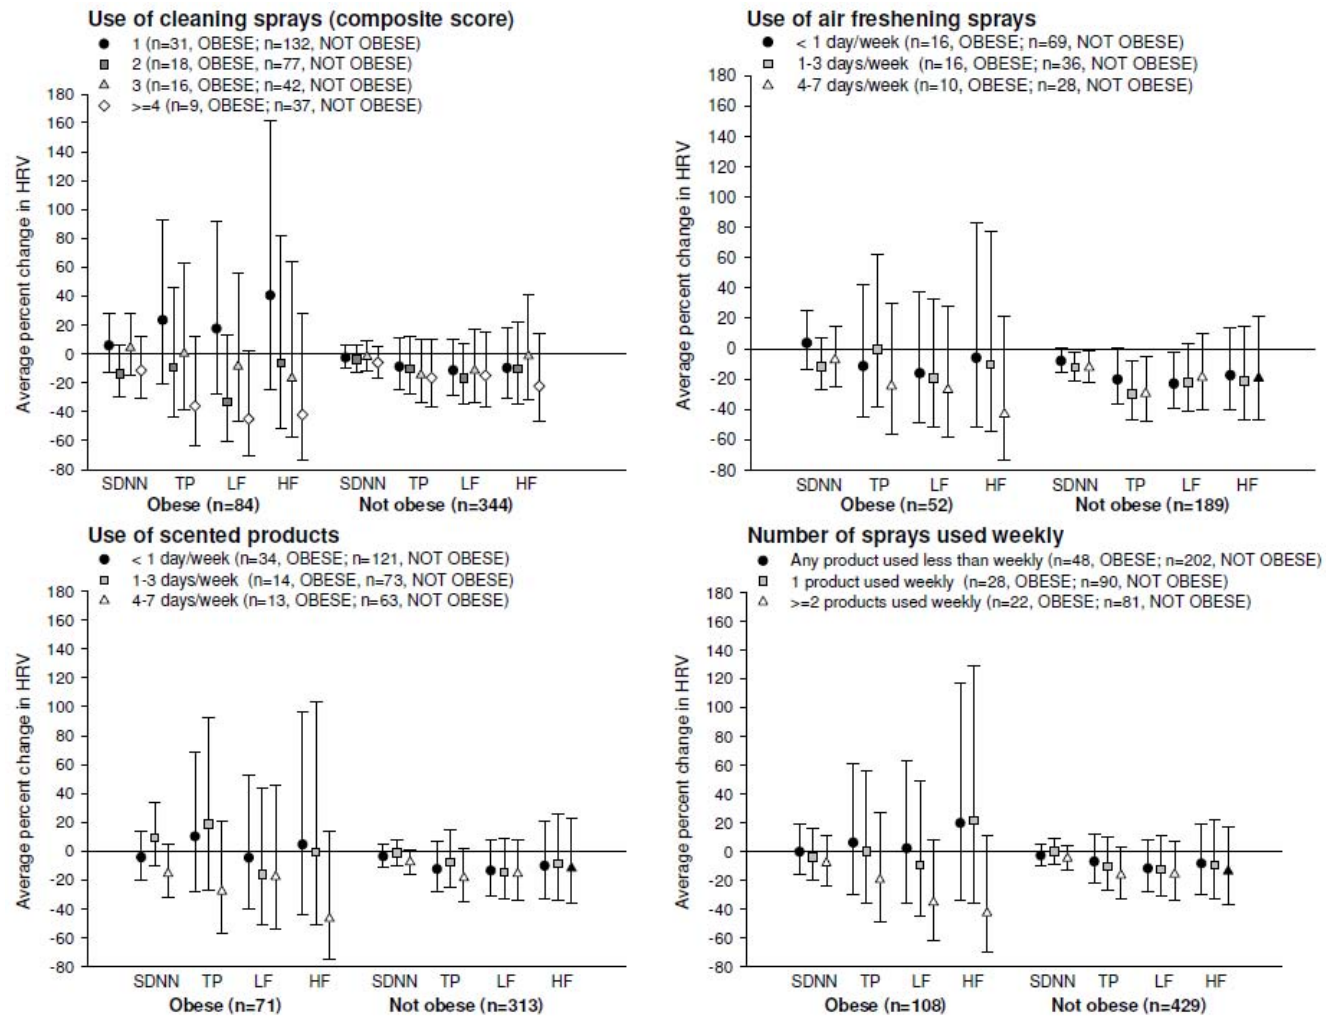 Use of cleaning sprays (composite score)
1 (n=31, OBESE; n=132, NOT OBESE)
2 (n=18, OBESE, n=77, NOT OBESE)
3 (n=16, OBESE; n=42, NOT OBESE)
>=4 (n=9, OBESE; n=37, NOT OBESE)
Average percent change in HRV
180
160
140
120
100
80
60
40
20
0
-20
-40
-60
-80
SDNN TP LF HF SDNN TP LF HF
Obese (n=84) Not obese (n=344)
Use of air freshening sprays
< 1 day/week (n=16, OBESE; n=69, NOT OBESE)
1-3 days/week (n=16, OBESE; n=36, NOT OBESE)
4-7 days/week (n=10, OBESE; n=28, NOT OBESE)
Average percent change in HRV
180
160
140
120
100
80
60
40
20
0
-20
-40
-60
-80
SDNN TP LF HF SDNN TP LF HF
Obese (n=52) Not obese (n=189)
Use of scented products
< 1 day/week (n=34, OBESE; n=121, NOT OBESE)
1-3 days/week (n=14, OBESE, n=73, NOT OBESE)
4-7 days/week (n=13, OBESE; n=63, NOT OBESE)
Average percent change in HRV
180
160
140
120
100
80
60
40
20
0
-20
-40
-60
-80
SDNN TP LF HF SDNN TP LF HF
Obese (n=71) Not obese (n=313)
Number of sprays used weekly
Any product used less than weekly (n=48, OBESE; n=202, NOT OBESE)
1 product used weekly (n=28, OBESE; n=90, NOT OBESE)
>=2 products used weekly (n=22, OBESE; n=81, NOT OBESE)
Average percent change in HRV
180
160
140
120
100
80
60
40
20
0
-20
-40
-60
-80
SDNN TP LF HF SDNN TP LF HF
Obese (n=108) Not obese (n=429)